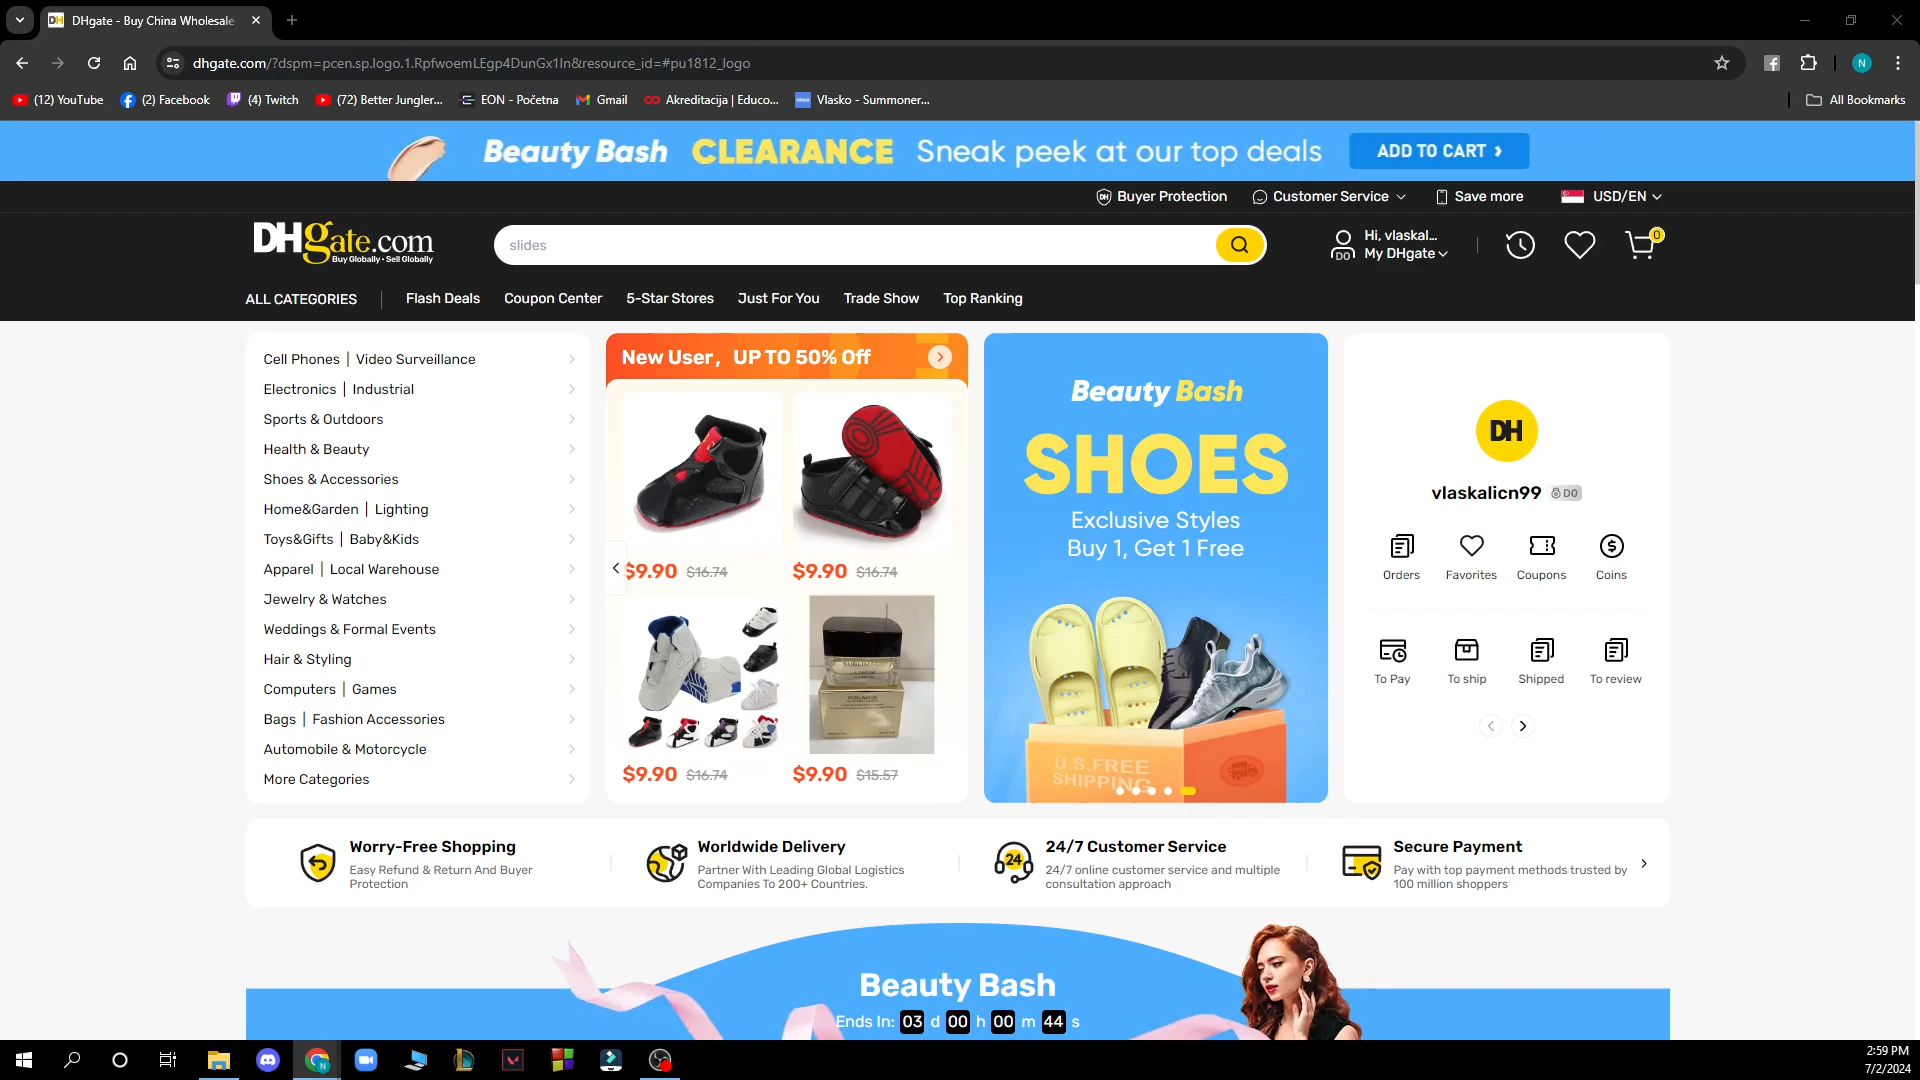 DHgate - Buy China Wholesale
dhgate.com/?dspm=pcen.sp.logo.1.RpfwoemLEgp4DunGx1In&resource_id=#pu1812_logo
N
(12) YouTube
(2) Facebook
(4) Twitch
(72) Better Jungler...
EON - Početna
Gmail
Akreditacija | Educo...
Vlasko - Summoner...
All Bookmarks
Beauty Bash CLEARANCE Sneak peek at our top deals
ADD TO CART
Buyer Protection
Customer Service
Save more
USD/EN
DHgate.com
Buy Globally · Sell Globally
slides
D0
Hi, vlaskal...
My DHgate
0
ALL CATEGORIES
Flash Deals
Coupon Center
5-Star Stores
Just For You
Trade Show
Top Ranking
Cell Phones | Video Surveillance
Electronics | Industrial
Sports & Outdoors
Health & Beauty
Shoes & Accessories
Home&Garden | Lighting
Toys&Gifts | Baby&Kids
Apparel | Local Warehouse
Jewelry & Watches
Weddings & Formal Events
Hair & Styling
Computers | Games
Bags | Fashion Accessories
Automobile & Motorcycle
More Categories
New User, UP TO 50% Off
$9.90 $16.74
$9.90 $16.74
$9.90 $16.74
$9.90 $15.57
Beauty Bash
SHOES
Exclusive Styles
Buy 1, Get 1 Free
U.S.FREE
SHIPPING
DH
vlaskalicn99
D0
Orders
Favorites
Coupons
Coins
To Pay
To ship
Shipped
To review
Worry-Free Shopping
Easy Refund & Return And Buyer
Protection
Worldwide Delivery
Partner With Leading Global Logistics
Companies To 200+ Countries.
24
24/7 Customer Service
24/7 online customer service and multiple
consultation approach
Secure Payment
Pay with top payment methods trusted by
100 million shoppers
Beauty Bash
Ends In: 03 d 00 h 00 m 44 s
2:59 PM
7/2/2024